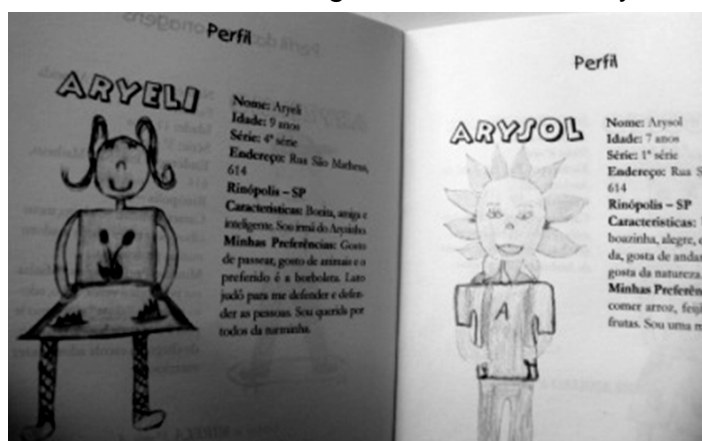 Perfil
ARYELI
Nome: Aryeli
Idade: 9 anos
Série: 4ª série
Endereço: Rua São Matheus,
614
Rinópolis – SP
Características: Bonita, amiga e
inteligente. Sou irmã do Arysinho.
Minhas Preferências: Gosto
de passear, gosto de animais e o
preferido é a borboleta. Luto
judô para me defender e defen-
der as pessoas. Sou querida por
todos da turminha.
Perfil
ARYSOL
Nome: Arysol
Idade: 7 anos
Série: 1ª série
Endereço: Rua S
614
Rinópolis – SP
Características:
boazinha, alegre,
da, gosta de andar
gosta da natureza
Minhas Preferên
comer arroz, feij
frutas. Sou uma m
A